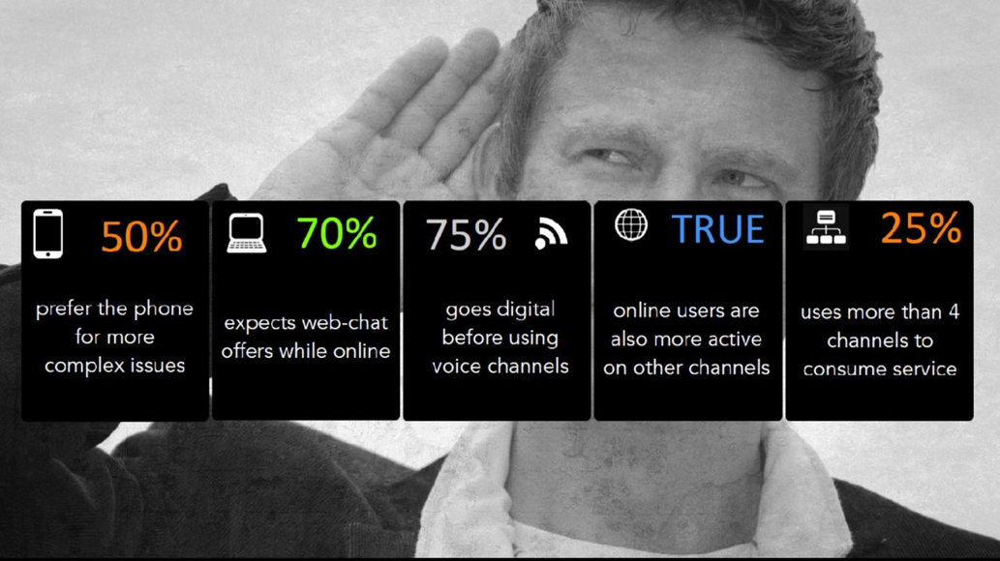 50%
prefer the phone
for more
complex issues
70%
expects web-chat
offers while online
75%
goes digital
before using
voice channels
TRUE
online users are
also more active
on other channels
25%
uses more than 4
channels to
consume service